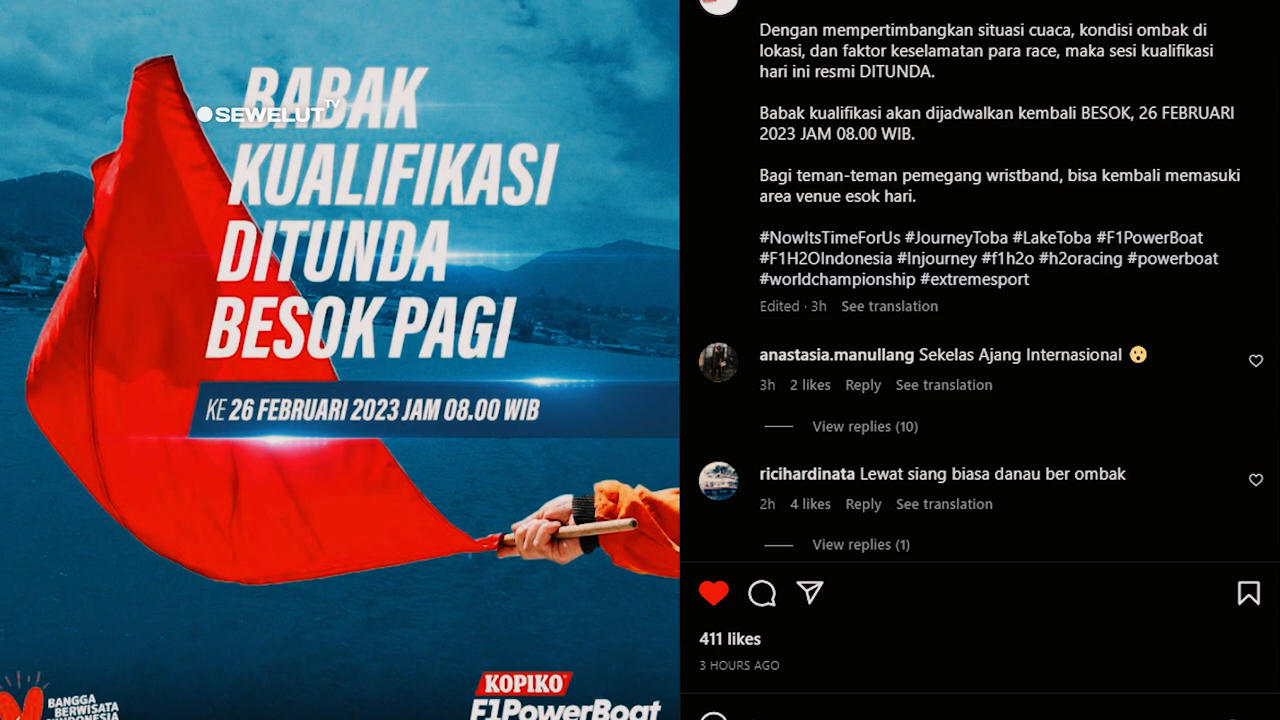 BABAK
SEWELUT TV
KUALIFIKASI
DITUNDA
BESOK PAGI
KE 26 FEBRUARI 2023 JAM 08.00 WIB
BANGGA
BERWISATA
KOPIKO
F1PowerBoat
Dengan mempertimbangkan situasi cuaca, kondisi ombak di
lokasi, dan faktor keselamatan para race, maka sesi kualifikasi
hari ini resmi DITUNDA.
Babak kualifikasi akan dijadwalkan kembali BESOK, 26 FEBRUARI
2023 JAM 08.00 WIB.
Bagi teman-teman pemegang wristband, bisa kembali memasuki
area venue esok hari.
#NowItsTimeForUs #JourneyToba #LakeToba #F1PowerBoat
#F1H2OIndonesia #Injourney #f1h2o #h2oracing #powerboat
#worldchampionship #extremesport
Edited · 3h See translation
anastasia.manullang Sekelas Ajang Internasional 😮
3h 2 likes Reply See translation
View replies (10)
ricihardinata Lewat siang biasa danau ber ombak
2h 4 likes Reply See translation
View replies (1)
411 likes
3 HOURS AGO